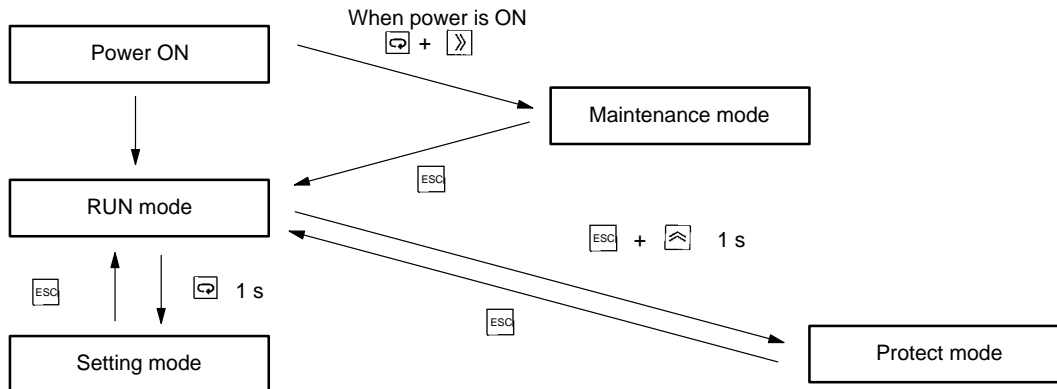 When power is ON
Power ON
+
Maintenance mode
ESC
RUN mode
ESC + 1 s
ESC
1 s
ESC
Setting mode
Protect mode